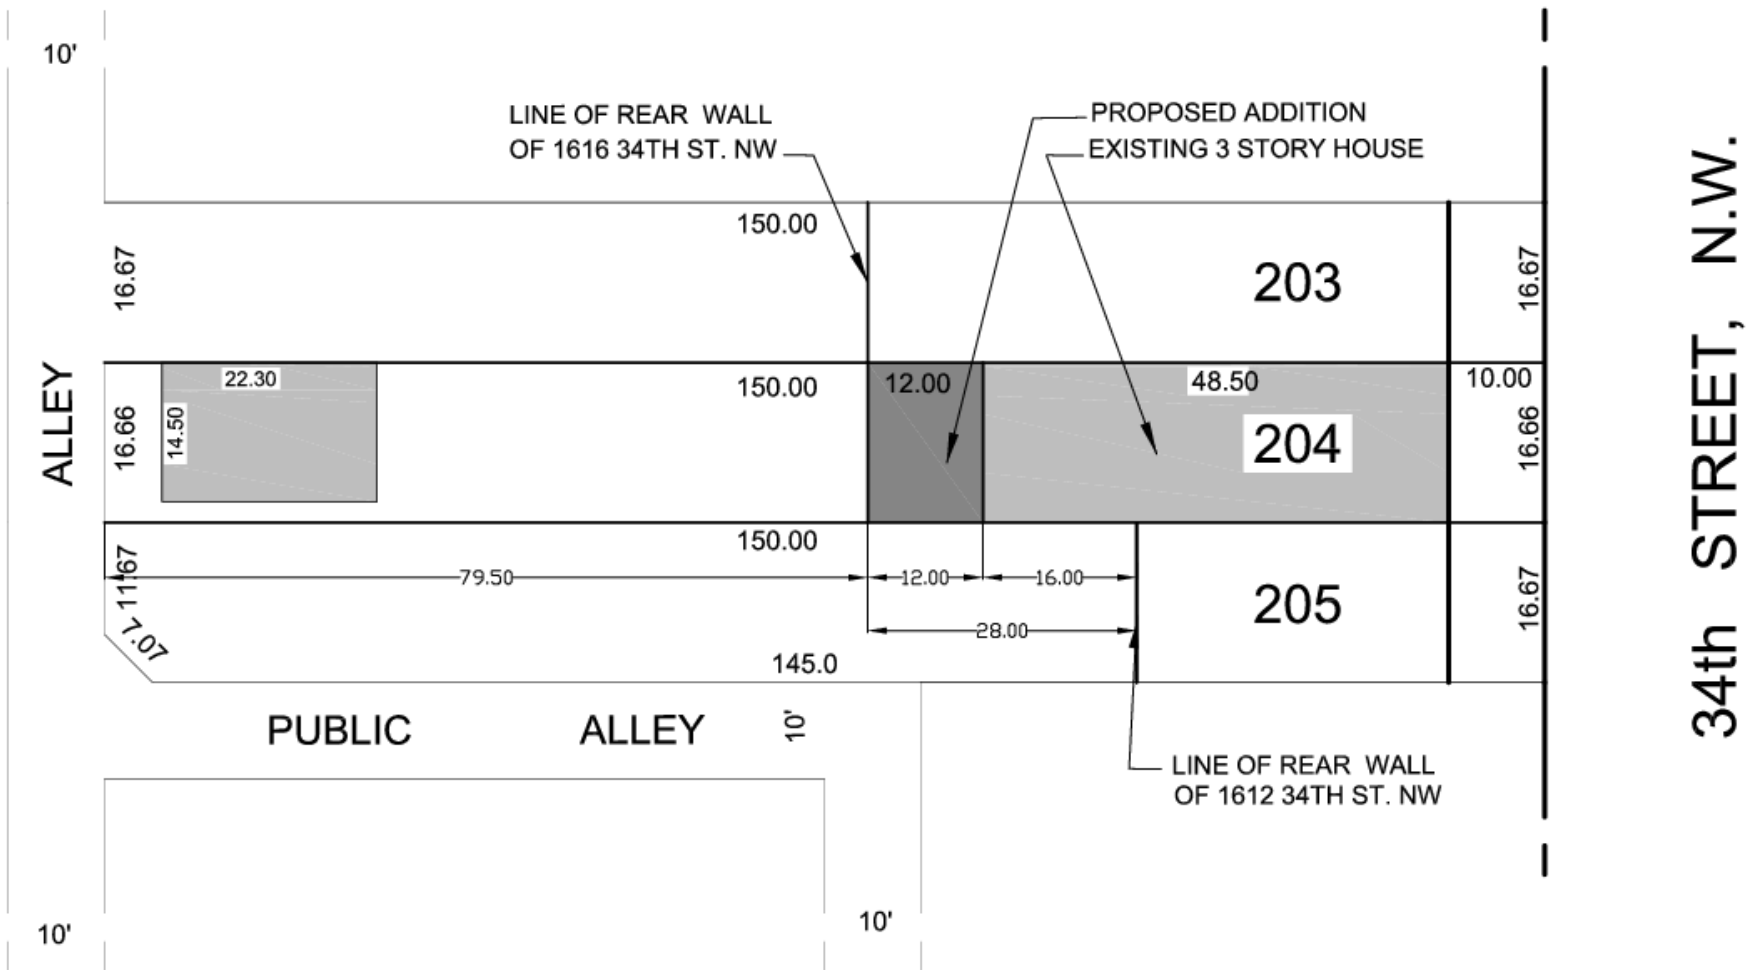 10'
LINE OF REAR WALL
OF 1616 34TH ST. NW
PROPOSED ADDITION
EXISTING 3 STORY HOUSE
34th STREET, N.W.
150.00
16.67
203
16.67
ALLEY
22.30
14.50
16.66
150.00
12.00
48.50
204
10.00
16.66
150.00
11.67
79.50
12.00
16.00
28.00
205
16.67
7.07
145.0
PUBLIC ALLEY 10'
LINE OF REAR WALL
OF 1612 34TH ST. NW
10'
10'